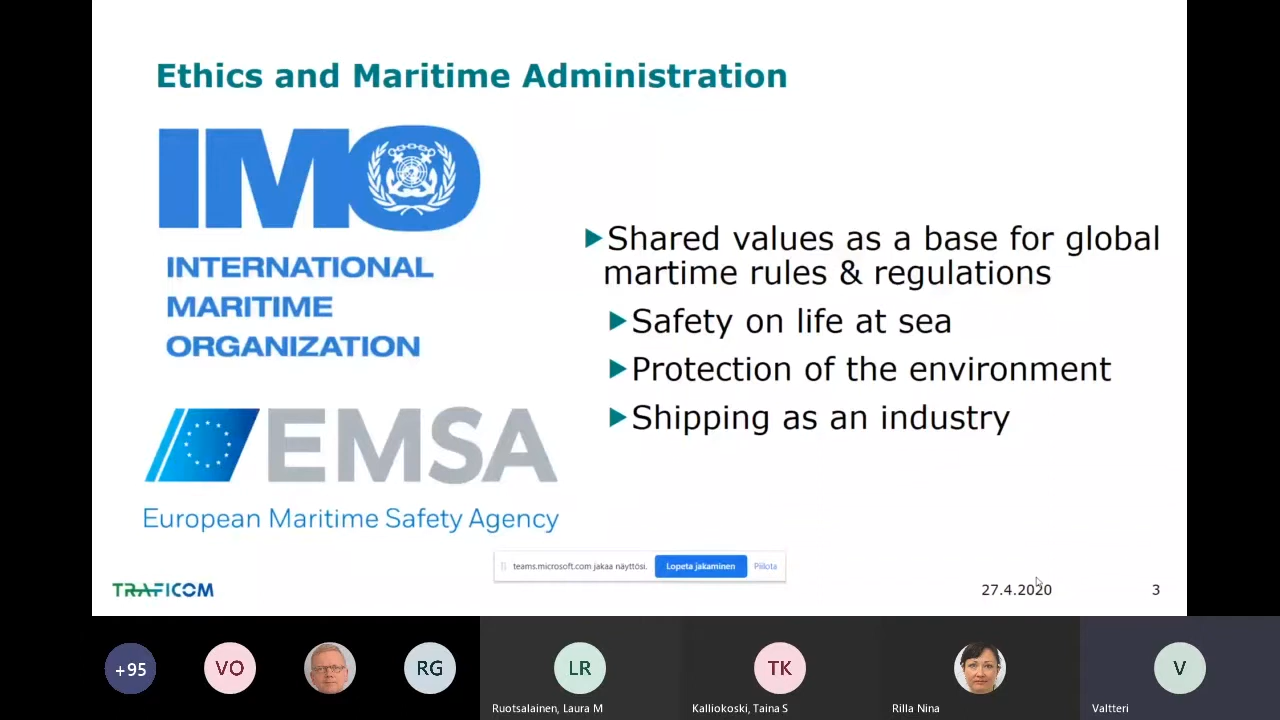 Ethics and Maritime Administration
IMO
INTERNATIONAL
MARITIME
ORGANIZATION
EMSA
European Maritime Safety Agency
Shared values as a base for global
martime rules & regulations
Safety on life at sea
Protection of the environment
Shipping as an industry
teams.microsoft.com jakaa näyttösi.
Lopeta jakaminen
Piilota
TRAFICOM
27.4.2020
3
+95
VO
RG
LR
TK
V
Ruotsalainen, Laura M
Kalliokoski, Taina S
Rilla Nina
Valtteri